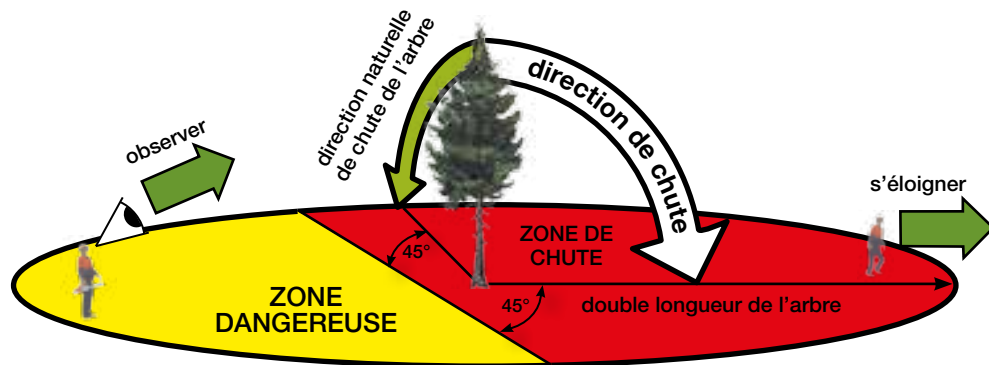 observer
direction naturelle
de chute de l'arbre
direction de chute
s'éloigner
ZONE DE
CHUTE
45°
45°
double longueur de l'arbre
ZONE
DANGEREUSE